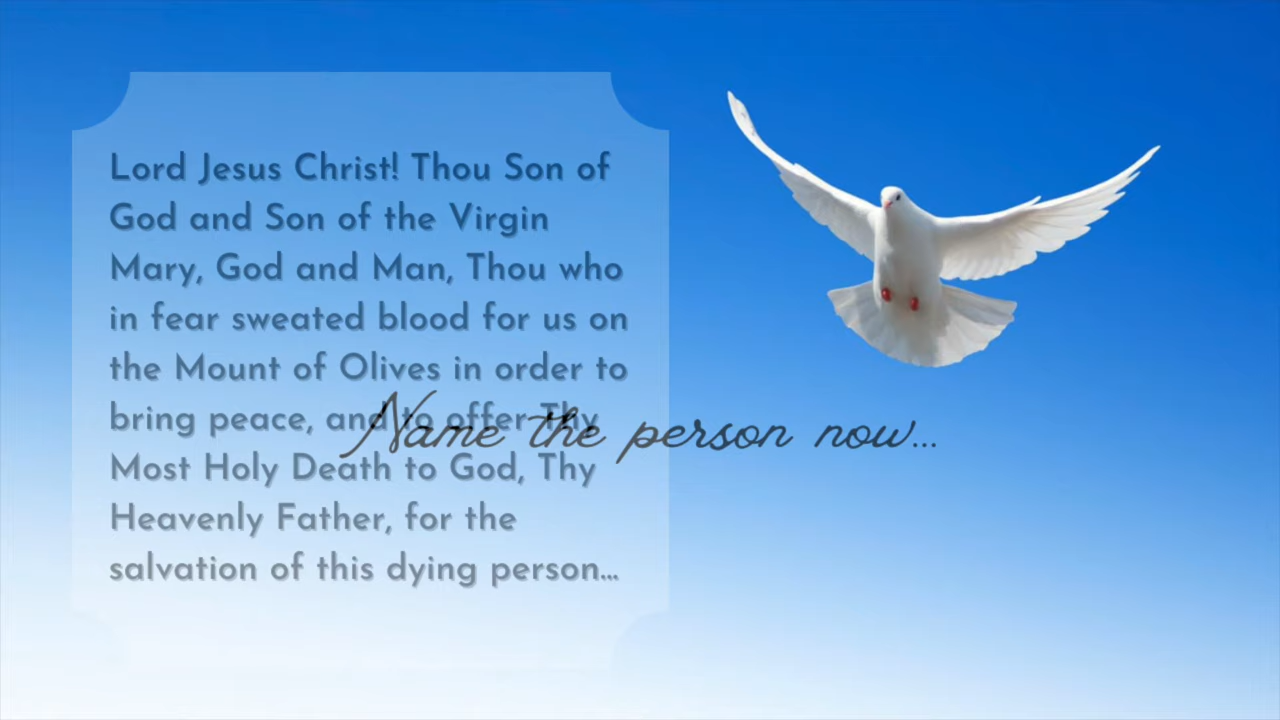 Lord Jesus Christ! Thou Son of
God and Son of the Virgin
Mary, God and Man, Thou who
in fear sweated blood for us on
the Mount of Olives in order to
bring peace, and to offer Thy
Most Holy Death to God, Thy
Heavenly Father, for the
salvation of this dying person...
Name the person now...